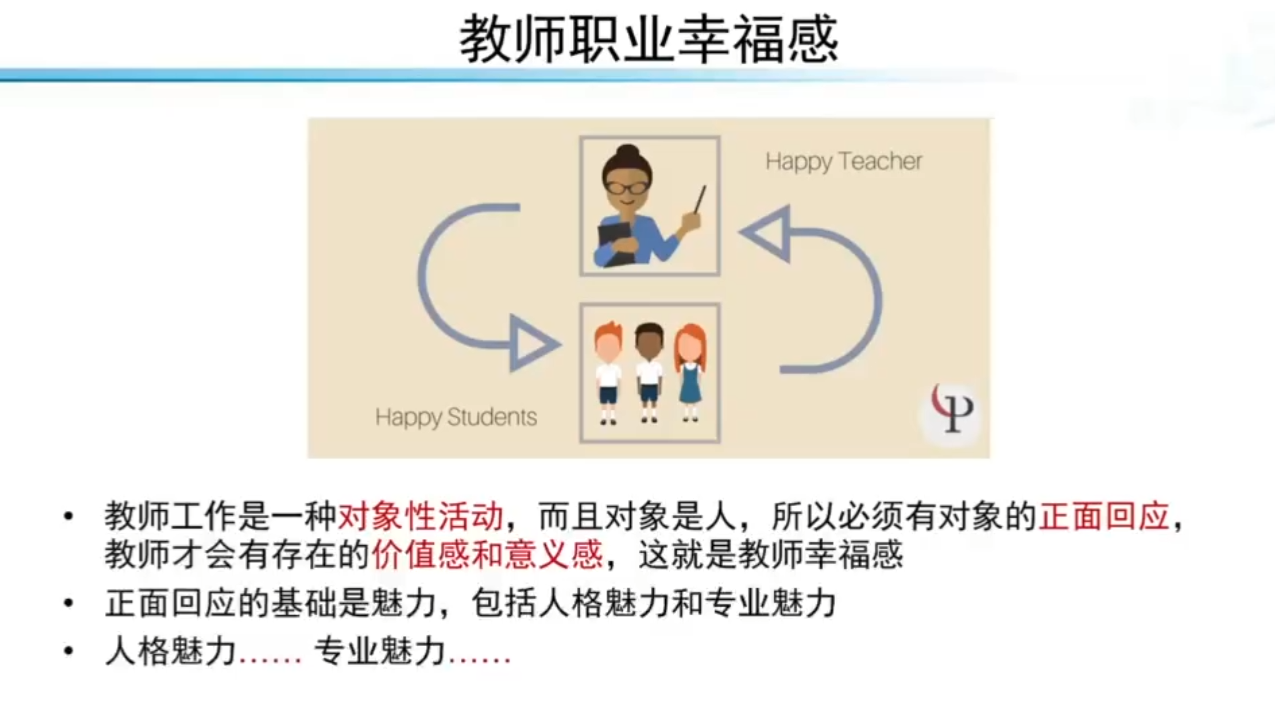 教师职业幸福感
Happy Teacher
Happy Students
• 教师工作是一种对象性活动，而且对象是人，所以必须有对象的正面回应，
教师才会有存在的价值感和意义感，这就是教师幸福感
• 正面回应的基础是魅力，包括人格魅力和专业魅力
• 人格魅力…… 专业魅力……